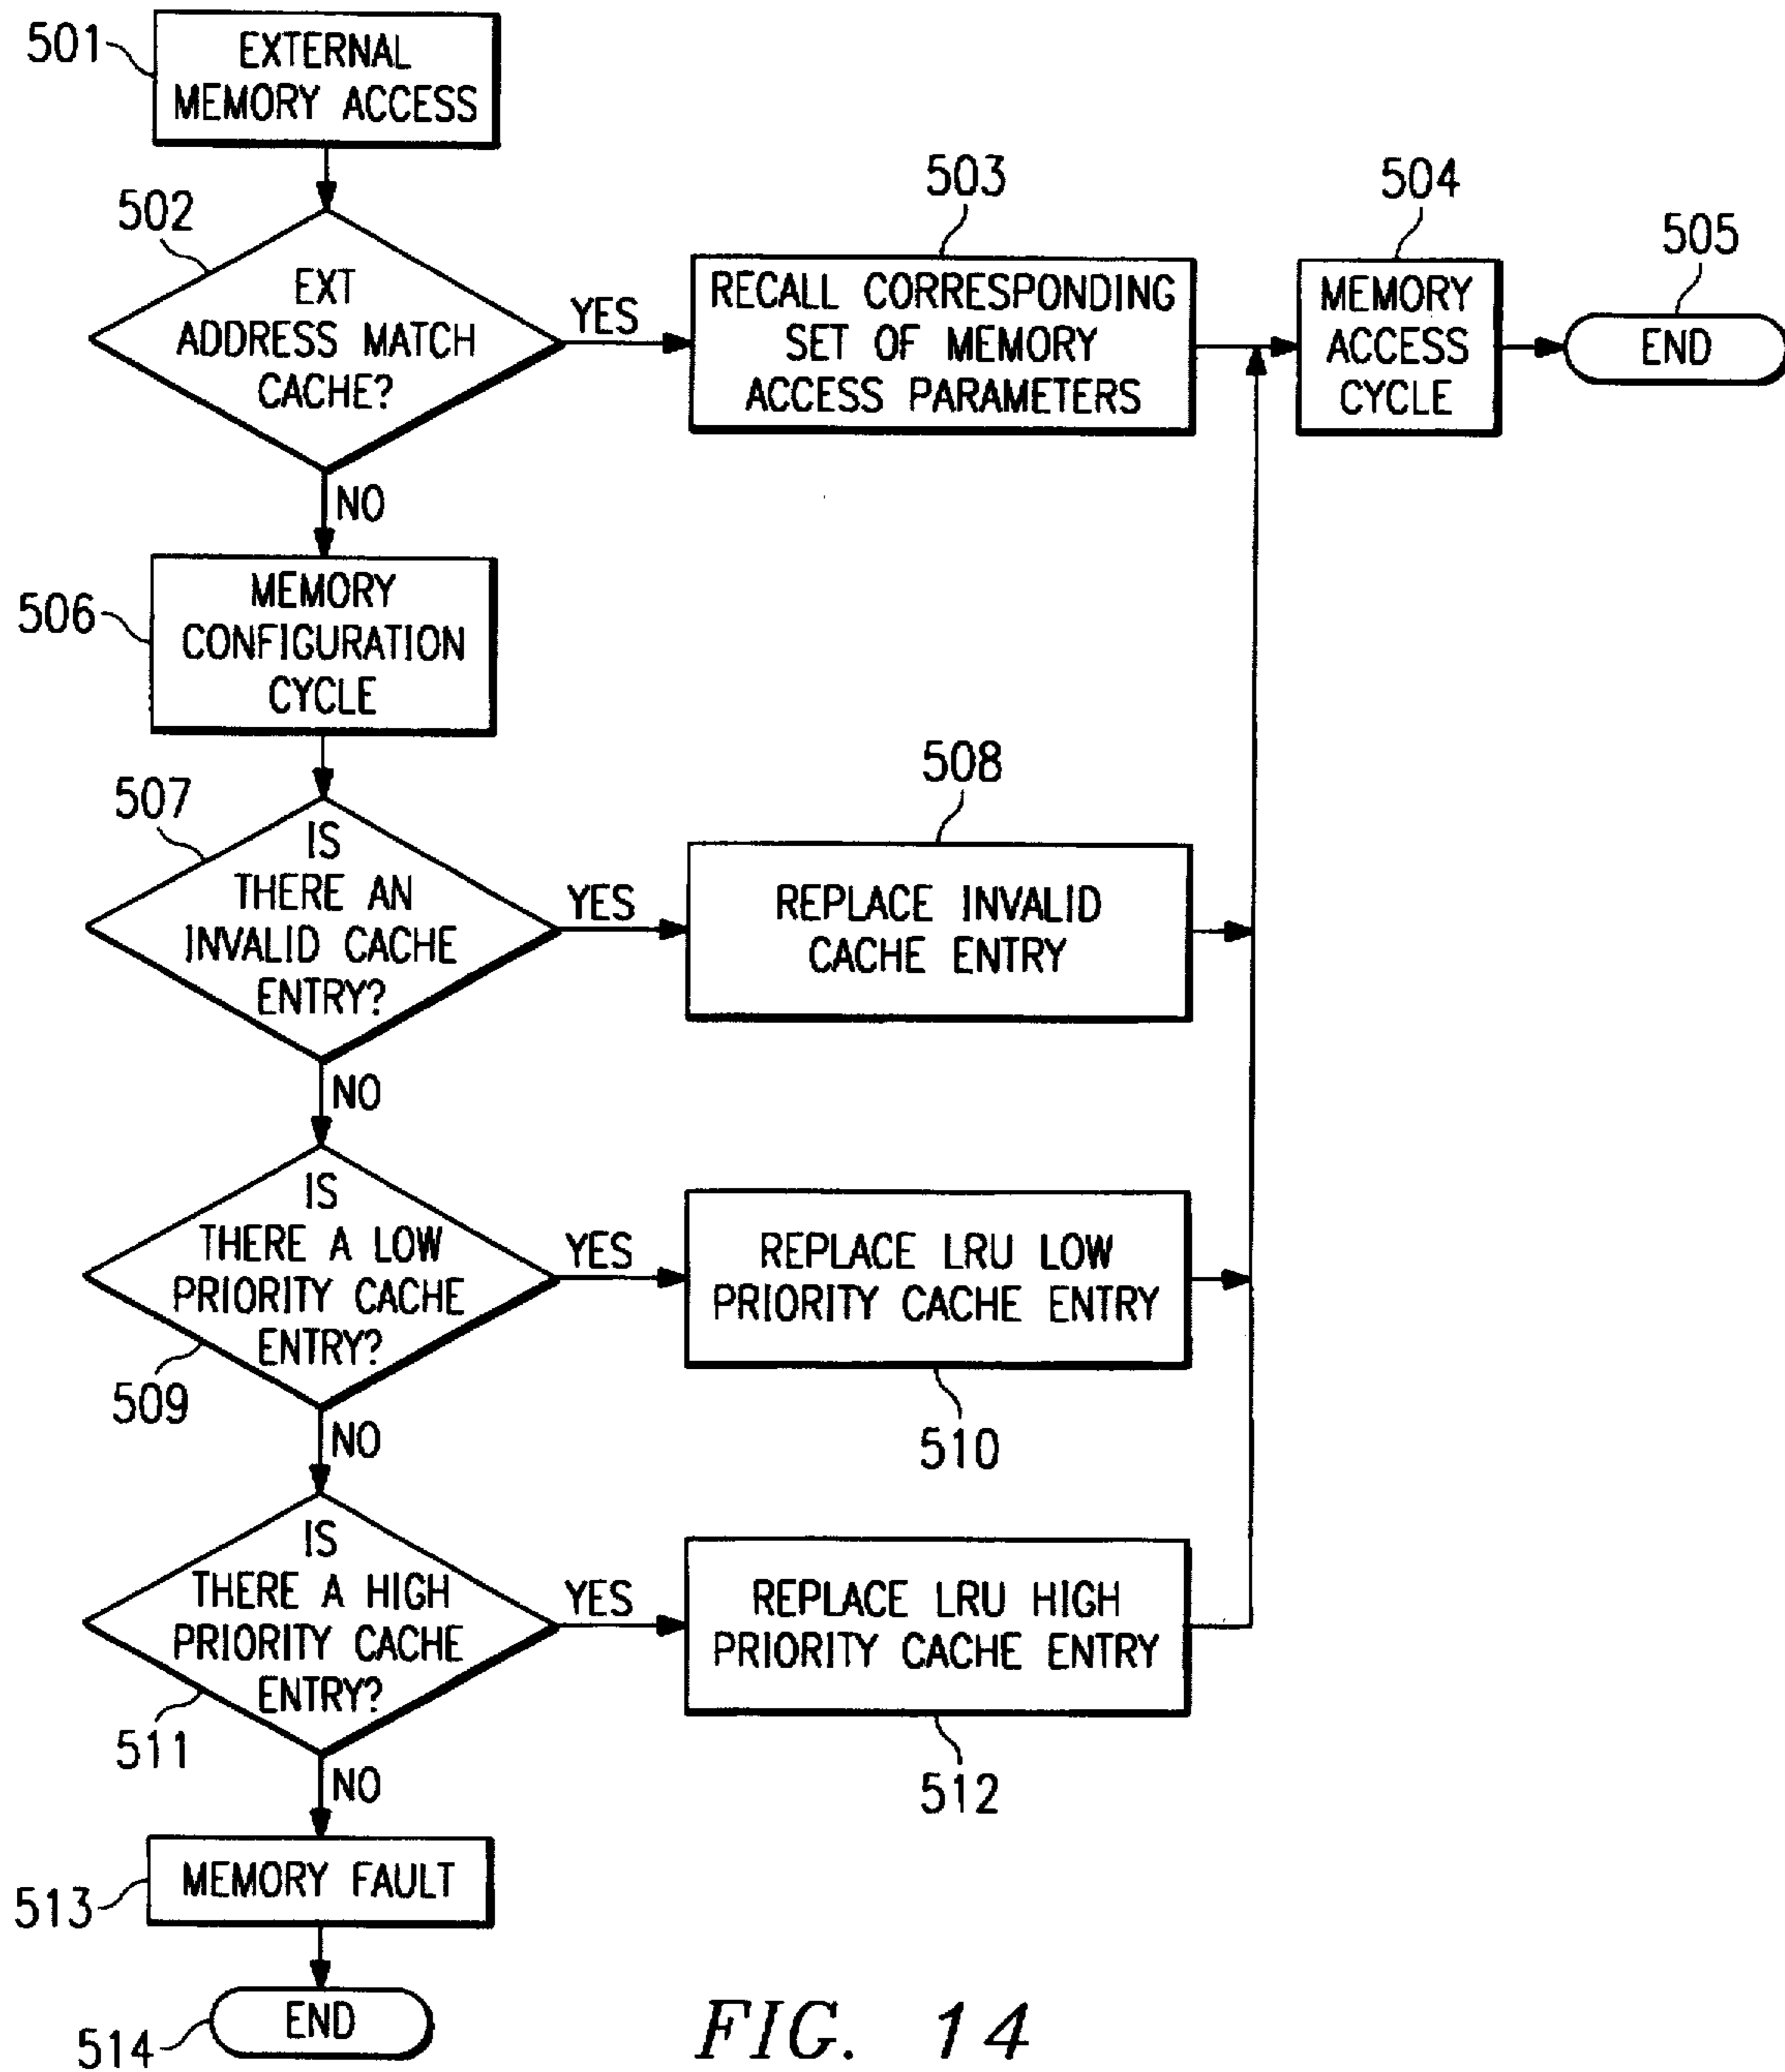 501
EXTERNAL
MEMORY ACCESS
502
EXT
ADDRESS MATCH
CACHE?
YES
503
RECALL CORRESPONDING
SET OF MEMORY
ACCESS PARAMETERS
504
MEMORY
ACCESS
CYCLE
505
END
NO
506
MEMORY
CONFIGURATION
CYCLE
507
IS
THERE AN
INVALID CACHE
ENTRY?
YES
508
REPLACE INVALID
CACHE ENTRY
NO
IS
THERE A LOW
PRIORITY CACHE
ENTRY?
509
YES
REPLACE LRU LOW
PRIORITY CACHE ENTRY
510
NO
IS
THERE A HIGH
PRIORITY CACHE
ENTRY?
511
YES
REPLACE LRU HIGH
PRIORITY CACHE ENTRY
512
NO
513
MEMORY FAULT
514
END
FIG. 14